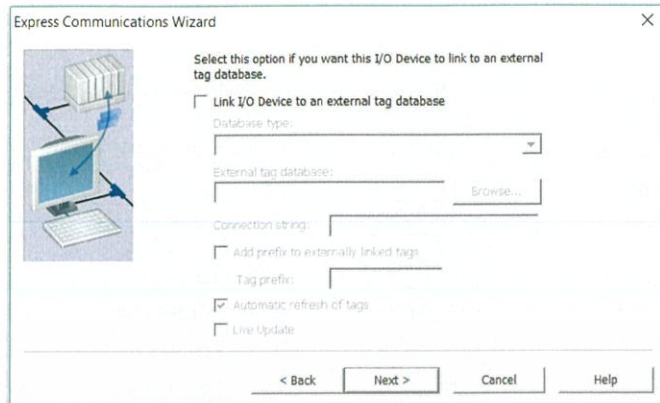 Express Communications Wizard
Select this option if you want this I/O Device to link to an external
tag database.
Link I/O Device to an external tag database
Database type:
External tag database:
Browse...
Connection string:
Add prefix to externally linked tags
Tag prefix:
Automatic refresh of tags
Live Update
< Back
Next >
Cancel
Help